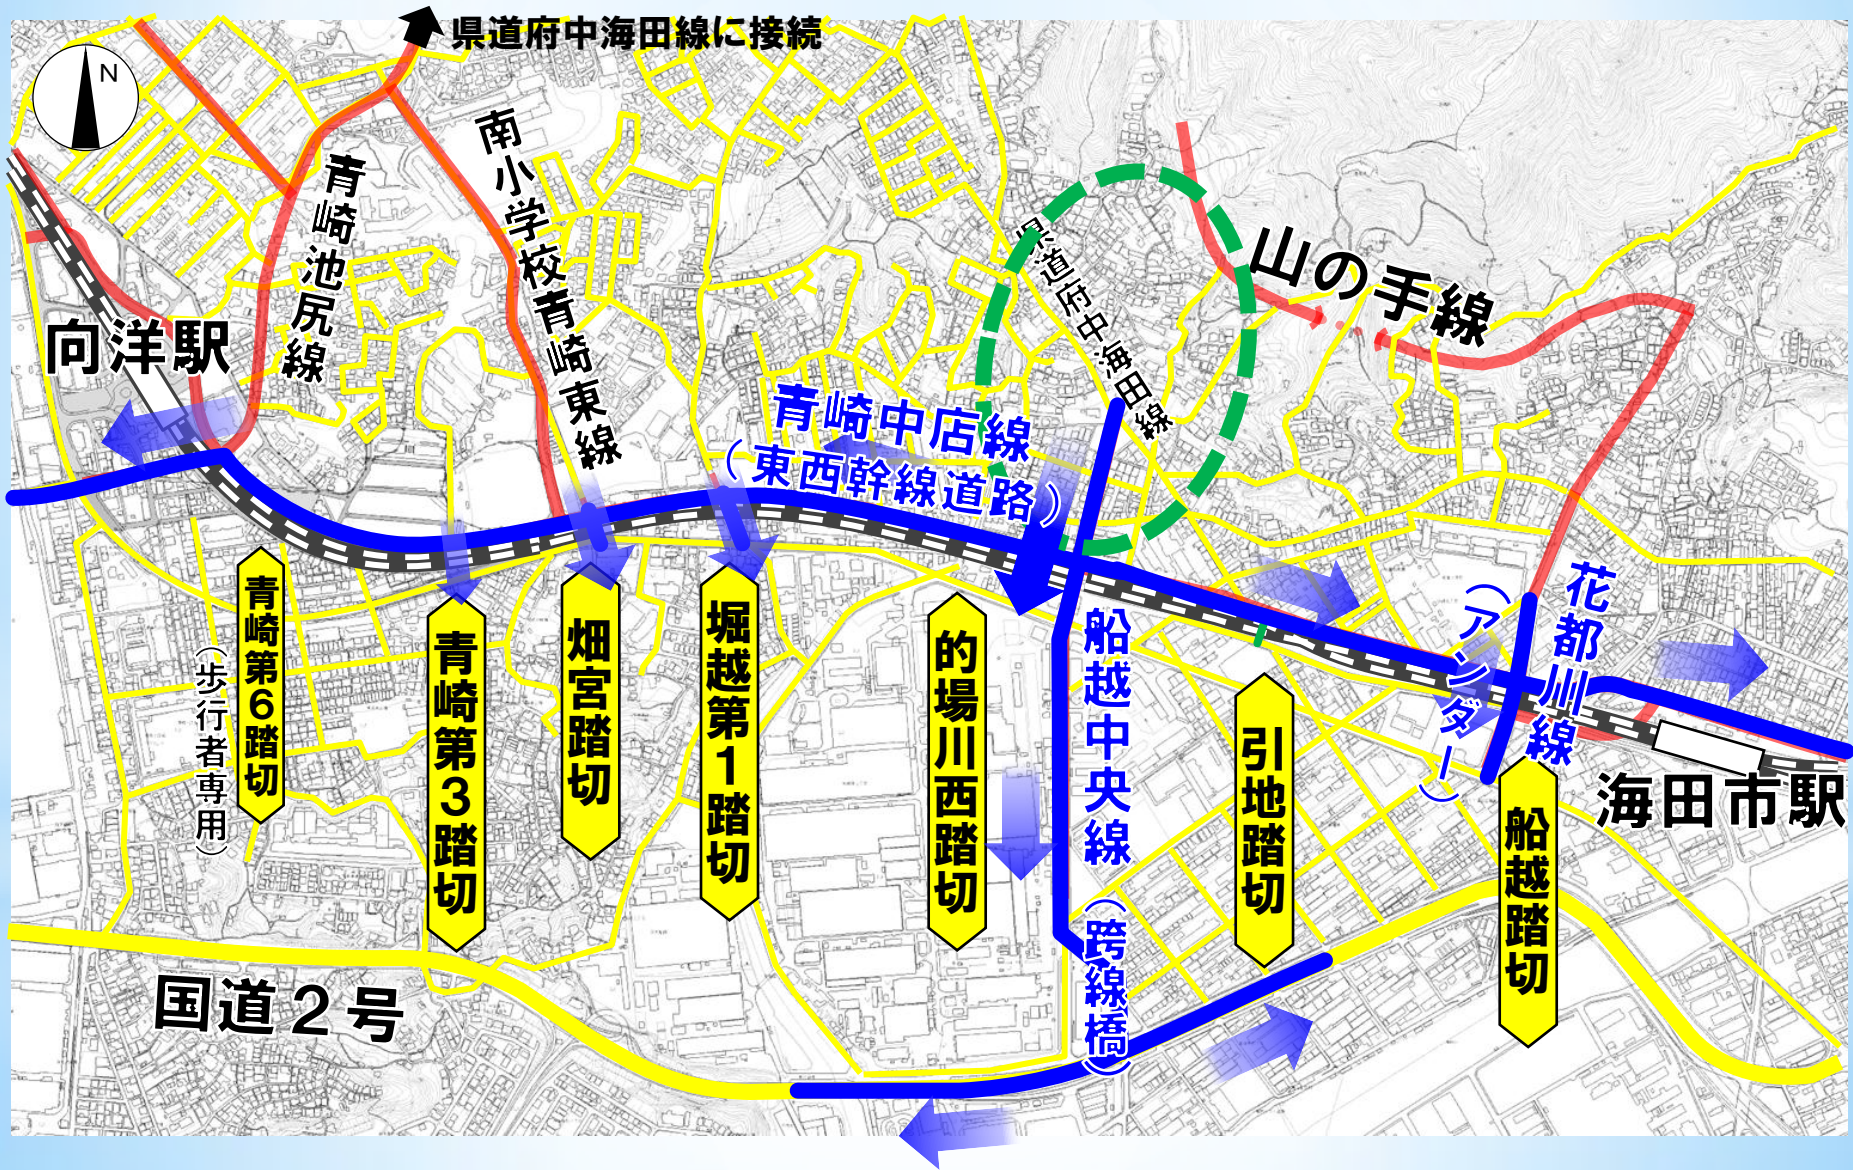 県道府中海田線に接続
N
青崎池尻線
南小学校青崎東線
県道府中海田線
山の手線
向洋駅
青崎中店線
（東西幹線道路）
青崎第6踏切
（歩行者専用）
青崎第3踏切
畑宮踏切
堀越第1踏切
的場川西踏切
船越中央線（跨線橋）
引地踏切
花都川線
（アンダー）
船越踏切
海田市駅
国道2号